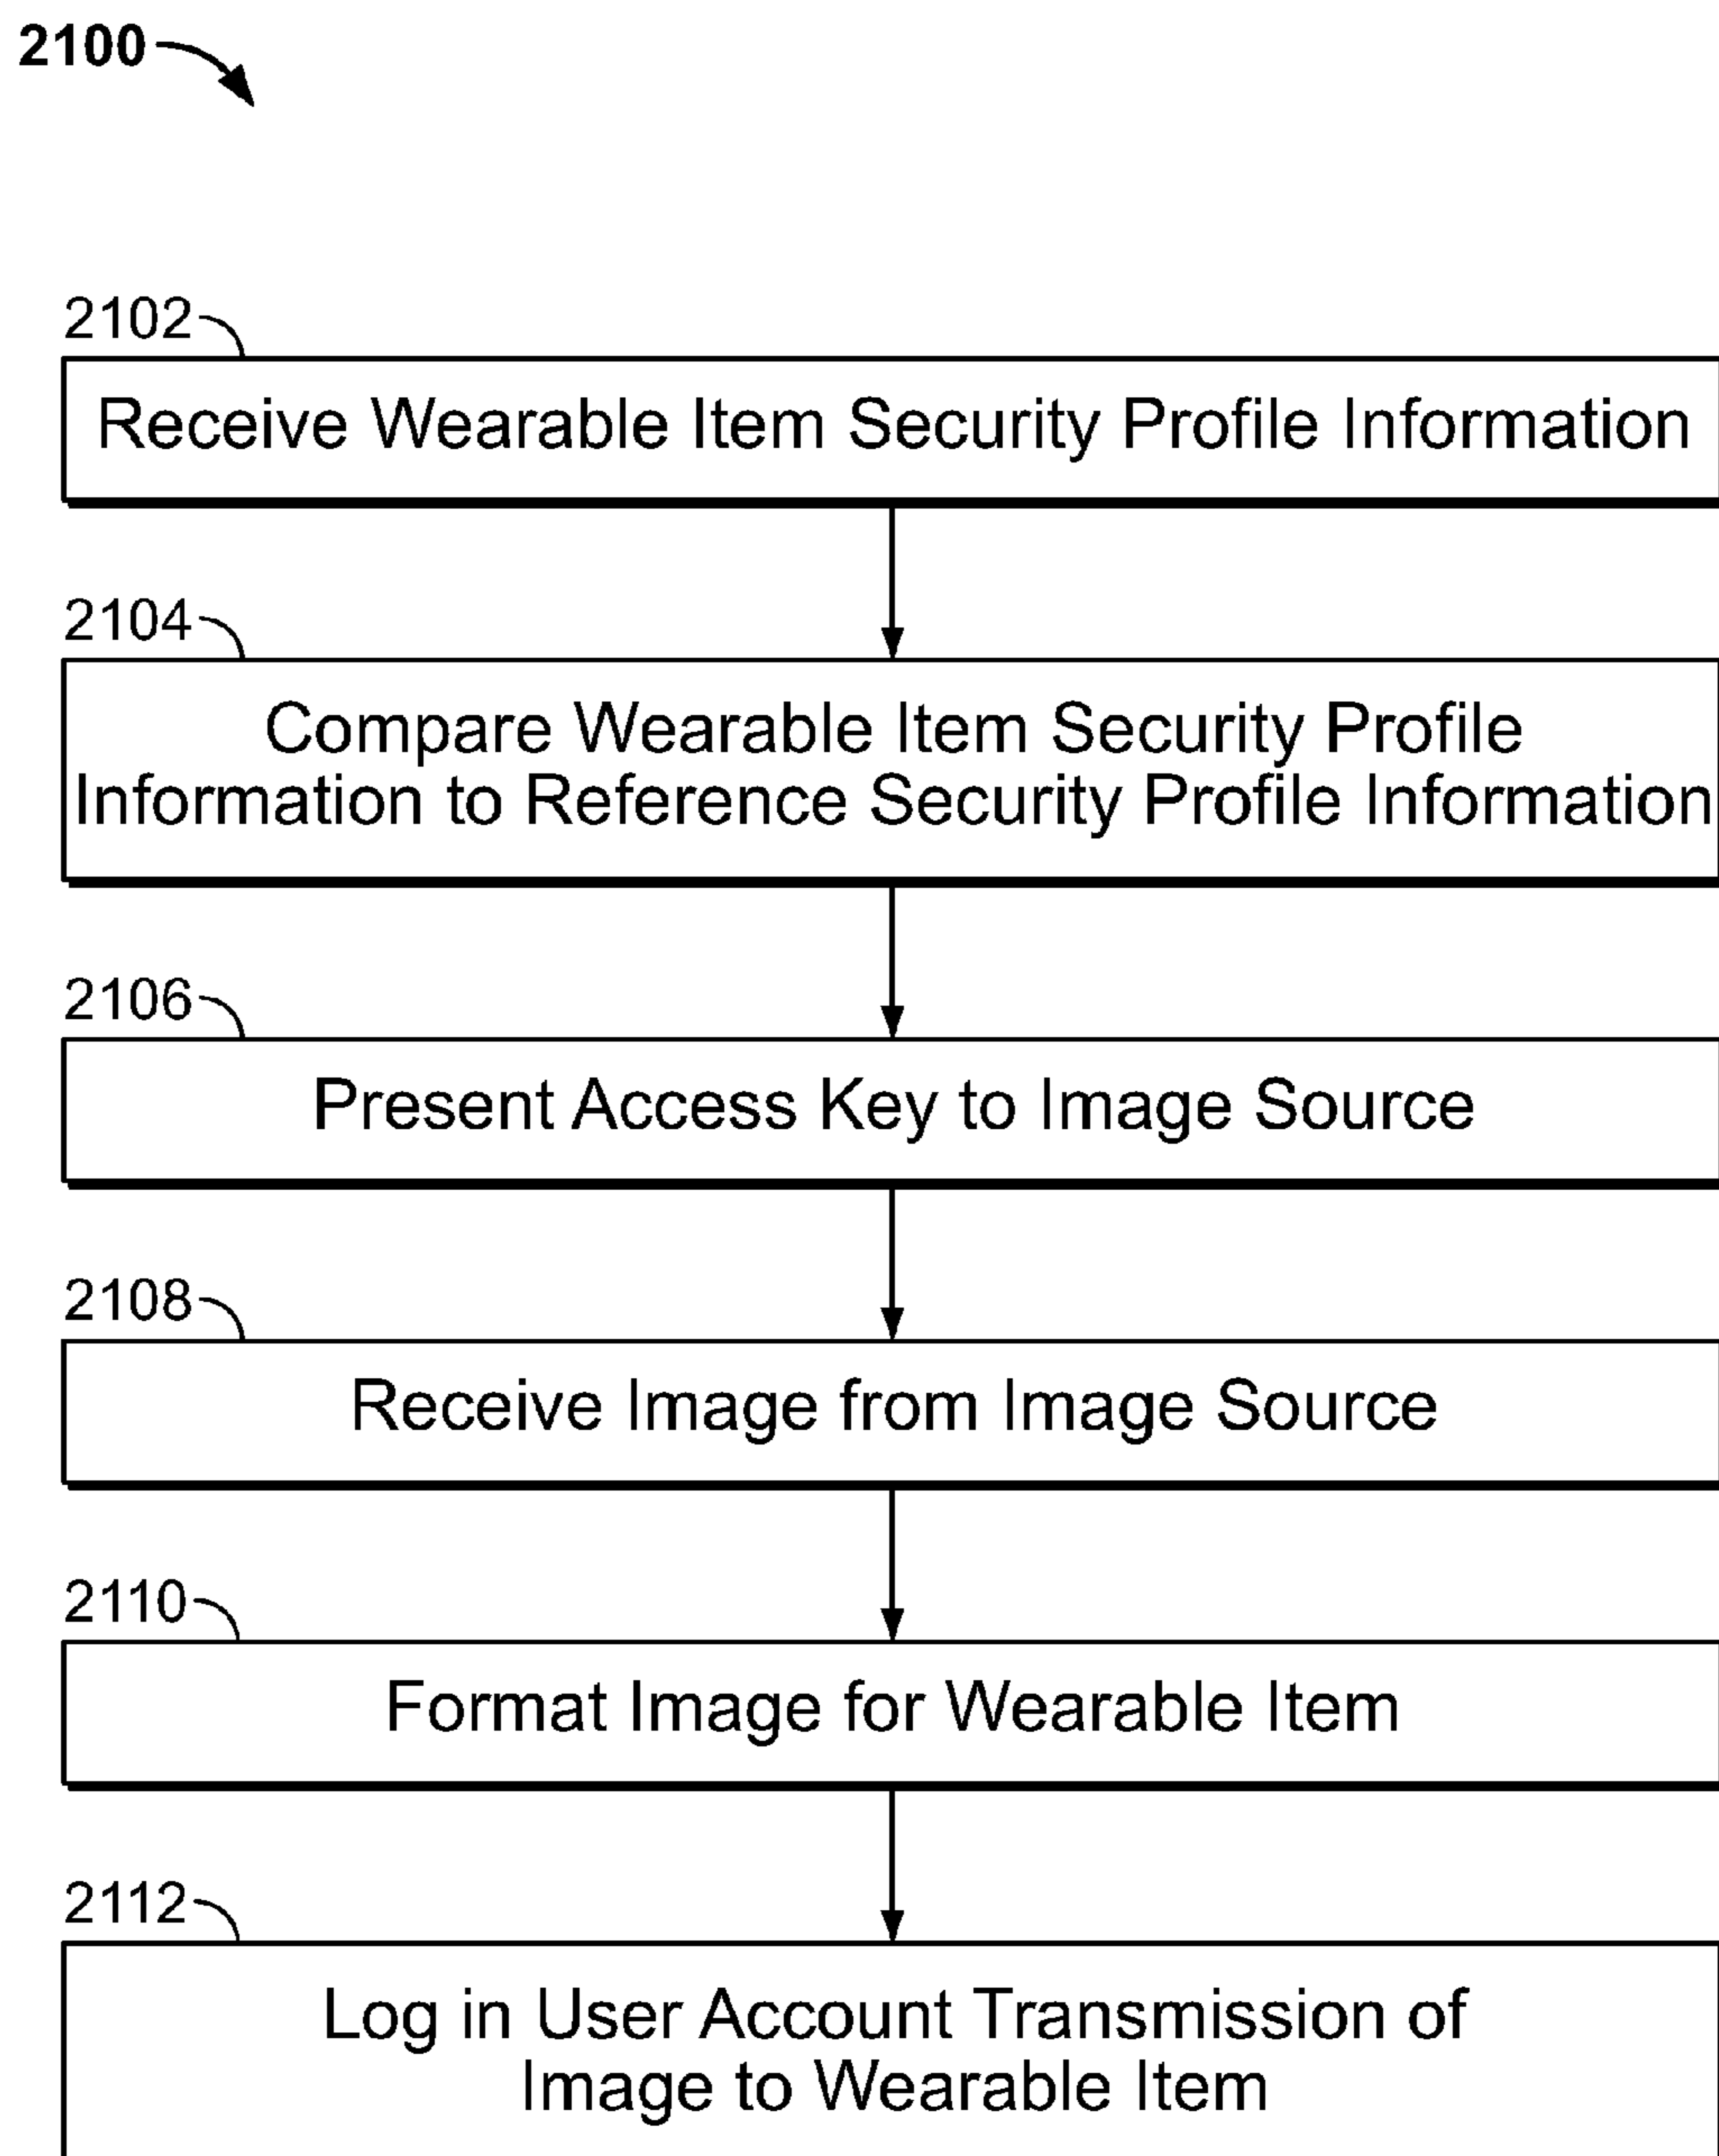 2100
2102
Receive Wearable Item Security Profile Information
2104
Compare Wearable Item Security Profile
Information to Reference Security Profile Information
2106
Present Access Key to Image Source
2108
Receive Image from Image Source
2110
Format Image for Wearable Item
2112
Log in User Account Transmission of
Image to Wearable Item